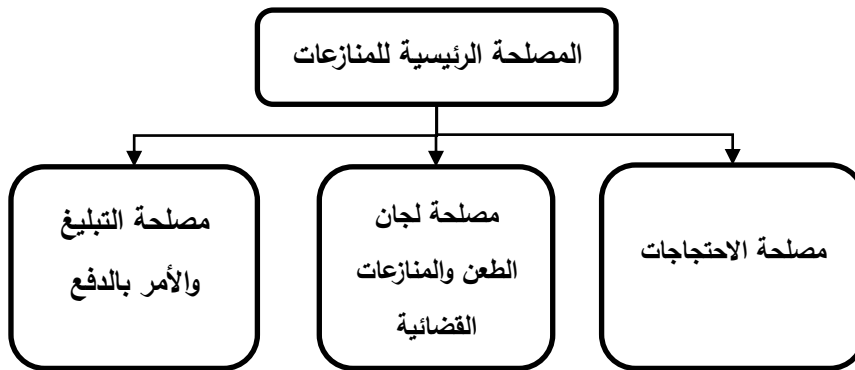 المصلحة الرئيسية للمنازعات
مصلحة الاحتجاجات
مصلحة لجان
الطعن والمنازعات
القضائية
مصلحة التبليغ
والأمر بالدفع